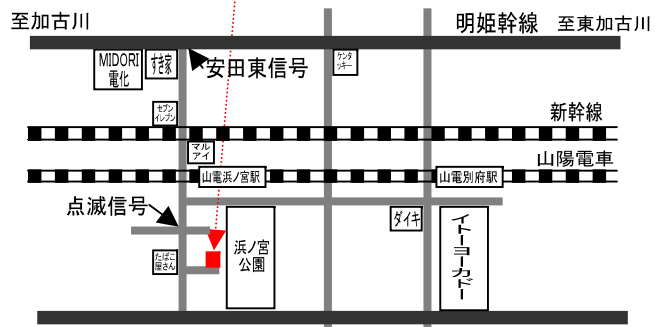 至加古川
明姫幹線 至東加古川
MIDORI
電化
すき家
安田東信号
ケンタ
ッキー
セブン
イレブン
新幹線
マル
アイ
山陽電車
山電浜ノ宮駅
山電別府駅
点滅信号
ダイキ
イトーヨーカドー
浜ノ宮
公園
たばこ
屋さん